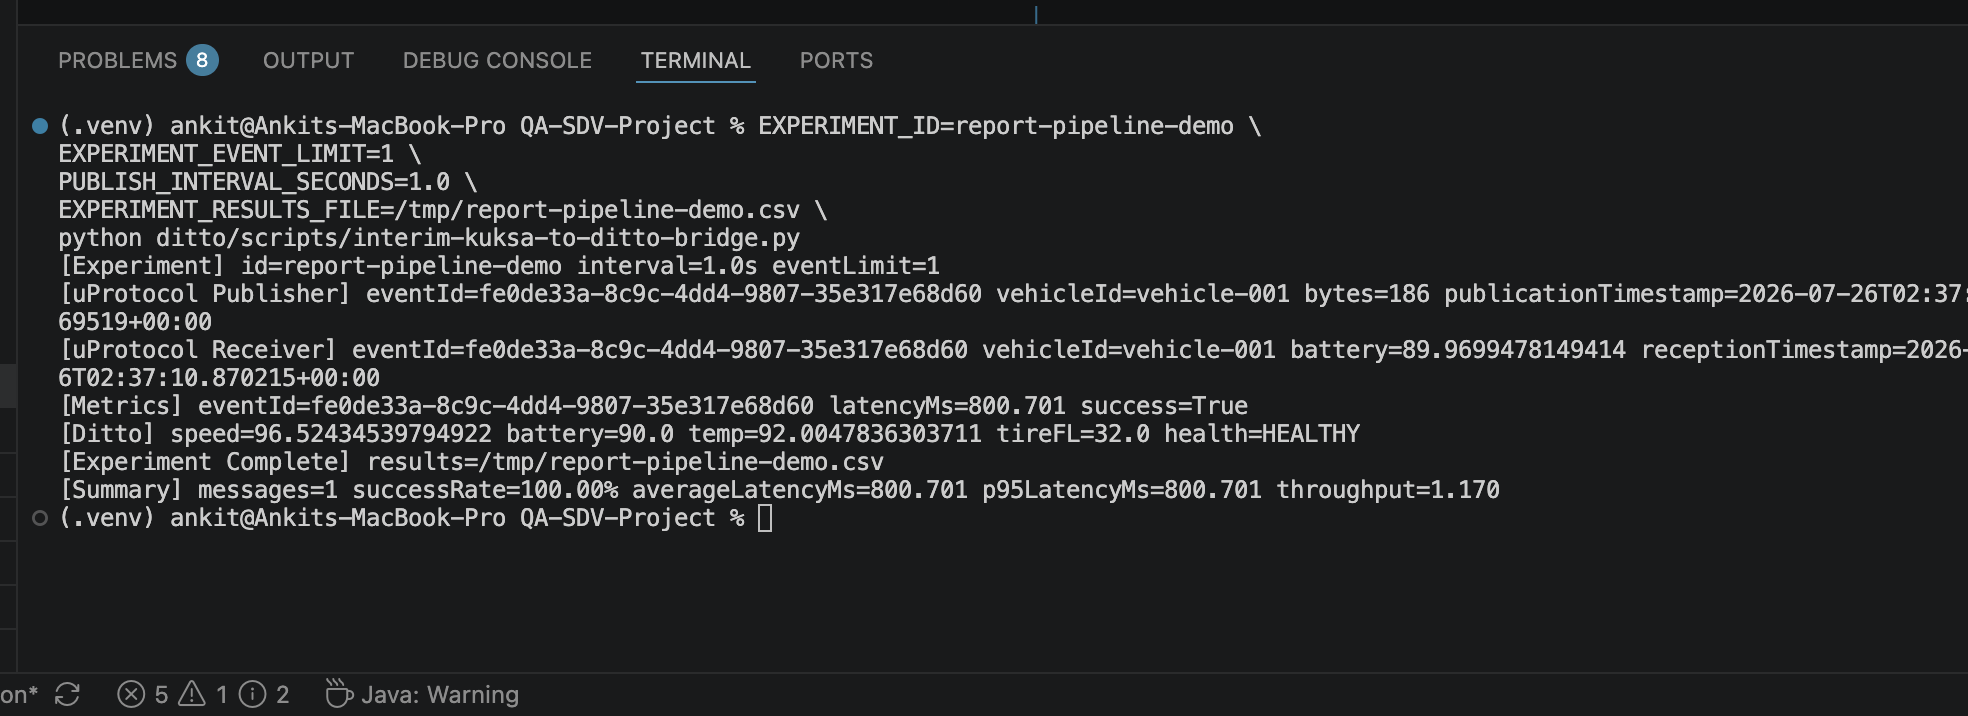 PROBLEMS 8 OUTPUT DEBUG CONSOLE TERMINAL PORTS
(.venv) ankit@Ankits-MacBook-Pro QA-SDV-Project % EXPERIMENT_ID=report-pipeline-demo \
EXPERIMENT_EVENT_LIMIT=1 \
PUBLISH_INTERVAL_SECONDS=1.0 \
EXPERIMENT_RESULTS_FILE=/tmp/report-pipeline-demo.csv \
python ditto/scripts/interim-kuksa-to-ditto-bridge.py
[Experiment] id=report-pipeline-demo interval=1.0s eventLimit=1
[uProtocol Publisher] eventId=fe0de33a-8c9c-4dd4-9807-35e317e68d60 vehicleId=vehicle-001 bytes=186 publicationTimestamp=2026-07-26T02:37:
69519+00:00
[uProtocol Receiver] eventId=fe0de33a-8c9c-4dd4-9807-35e317e68d60 vehicleId=vehicle-001 battery=89.9699478149414 receptionTimestamp=2026-
6T02:37:10.870215+00:00
[Metrics] eventId=fe0de33a-8c9c-4dd4-9807-35e317e68d60 latencyMs=800.701 success=True
[Ditto] speed=96.52434539794922 battery=90.0 temp=92.0047836303711 tireFL=32.0 health=HEALTHY
[Experiment Complete] results=/tmp/report-pipeline-demo.csv
[Summary] messages=1 successRate=100.00% averageLatencyMs=800.701 p95LatencyMs=800.701 throughput=1.170
(.venv) ankit@Ankits-MacBook-Pro QA-SDV-Project %
on* 5 1 2 Java: Warning